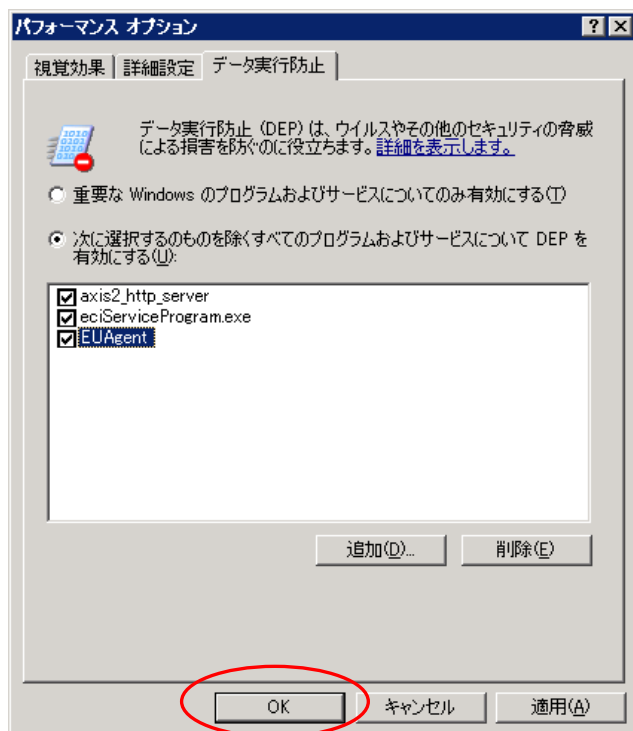 パフォーマンス オプション
視覚効果 詳細設定 データ実行防止
データ実行防止 (DEP) は、ウイルスやその他のセキュリティの脅威
による損害を防ぐのに役立ちます。詳細を表示します。
重要な Windows のプログラムおよびサービスについてのみ有効にする(T)
次に選択するのものを除くすべてのプログラムおよびサービスについて DEP を
有効にする(U):
axis2_http_server
eciServiceProgram.exe
EUAgent
追加(D)... 削除(E)
OK キャンセル 適用(A)